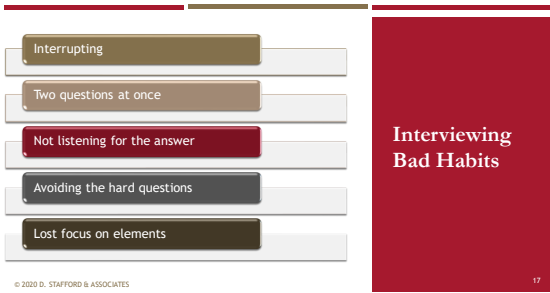 Interrupting
Two questions at once
Not listening for the answer
Avoiding the hard questions
Lost focus on elements
Interviewing
Bad Habits
© 2020 D. STAFFORD & ASSOCIATES
17